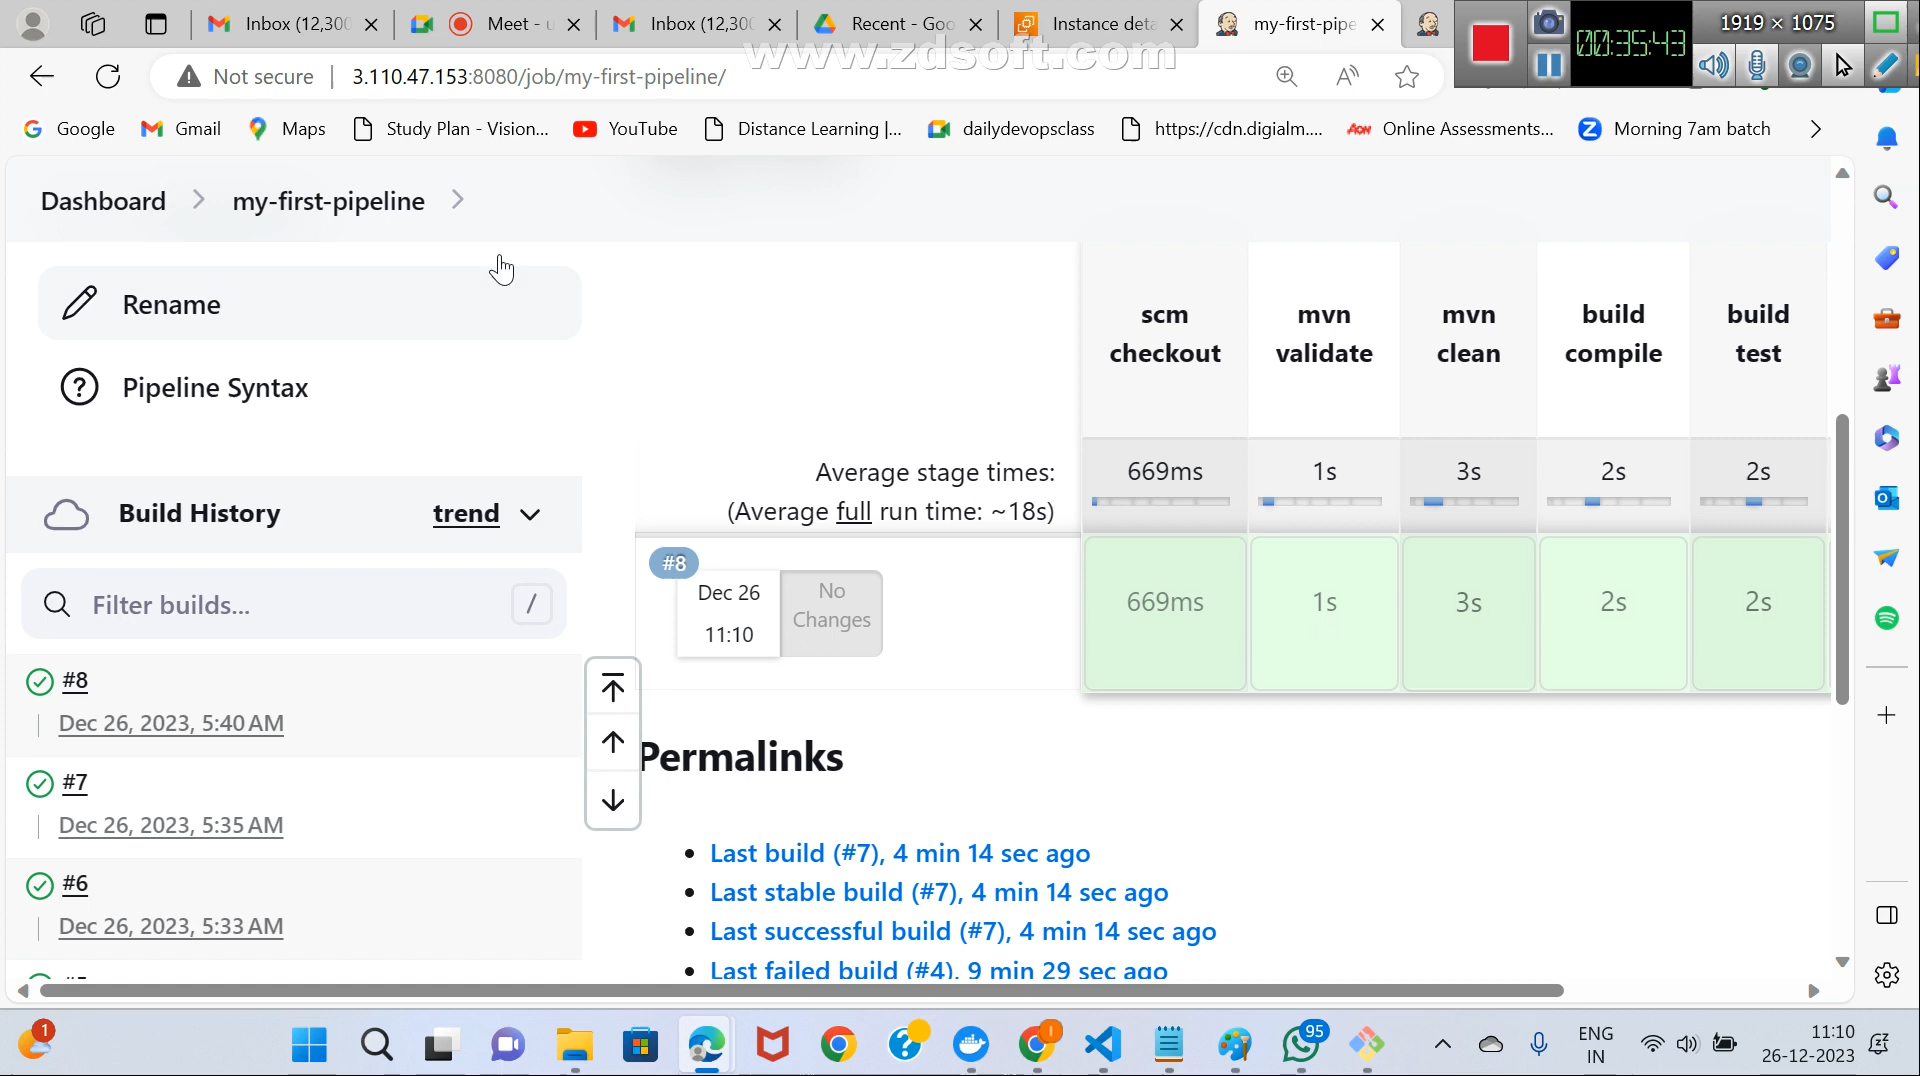 Inbox (12,300
Meet - u
Inbox (12,300
Recent - Goo
Instance deta
my-first-pipe
00:35:43
1919 × 1075
www.zdsoft.com
Not secure
3.110.47.153:8080/job/my-first-pipeline/
Google
Gmail
Maps
Study Plan - Vision...
YouTube
Distance Learning |...
dailydevopsclass
https://cdn.digialm....
Aon
Online Assessments...
Z
Morning 7am batch
Dashboard
my-first-pipeline
Rename
Pipeline Syntax
Build History
trend
Filter builds...
/
#8
Dec 26, 2023, 5:40 AM
#7
Dec 26, 2023, 5:35 AM
#6
Dec 26, 2023, 5:33 AM
scm
checkout
mvn
validate
mvn
clean
build
compile
build
test
Average stage times:
(Average full run time: ~18s)
669ms
1s
3s
2s
2s
#8
Dec 26
11:10
No
Changes
669ms
1s
3s
2s
2s
Permalinks
Last build (#7), 4 min 14 sec ago
Last stable build (#7), 4 min 14 sec ago
Last successful build (#7), 4 min 14 sec ago
Last failed build (#4), 9 min 29 sec ago
1
95
ENG
IN
11:10
26-12-2023